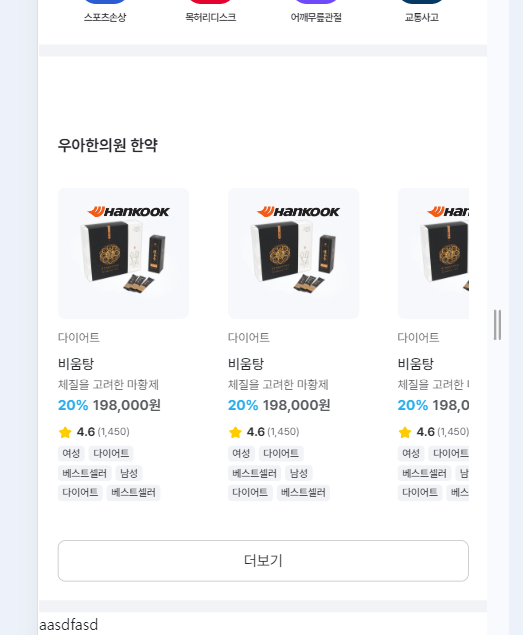 스포츠손상 목허리디스크 어깨무릎관절 교통사고
우아한의원 한약
HANKOOK HANKOOK HAN
다이어트 다이어트 다이어트
비움탕 비움탕 비움탕
체질을 고려한 마황제 체질을 고려한 마황제 체질을 고려한
20% 198,000원 20% 198,000원 20% 198,0
4.6 (1,450) 4.6 (1,450) 4.6 (1,450)
여성 다이어트 여성 다이어트 여성 다이어트
베스트셀러 남성 베스트셀러 남성 베스트셀러
다이어트 베스트셀러 다이어트 베스트셀러 다이어트 베스
더보기
aasdfasd